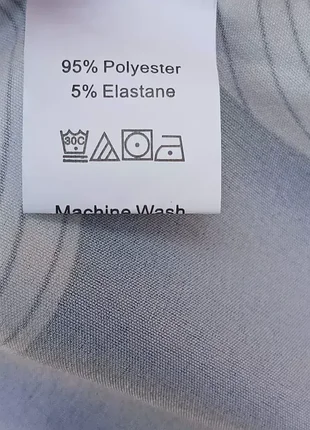 95% Polyester
5% Elastane
30C
Machine Wash